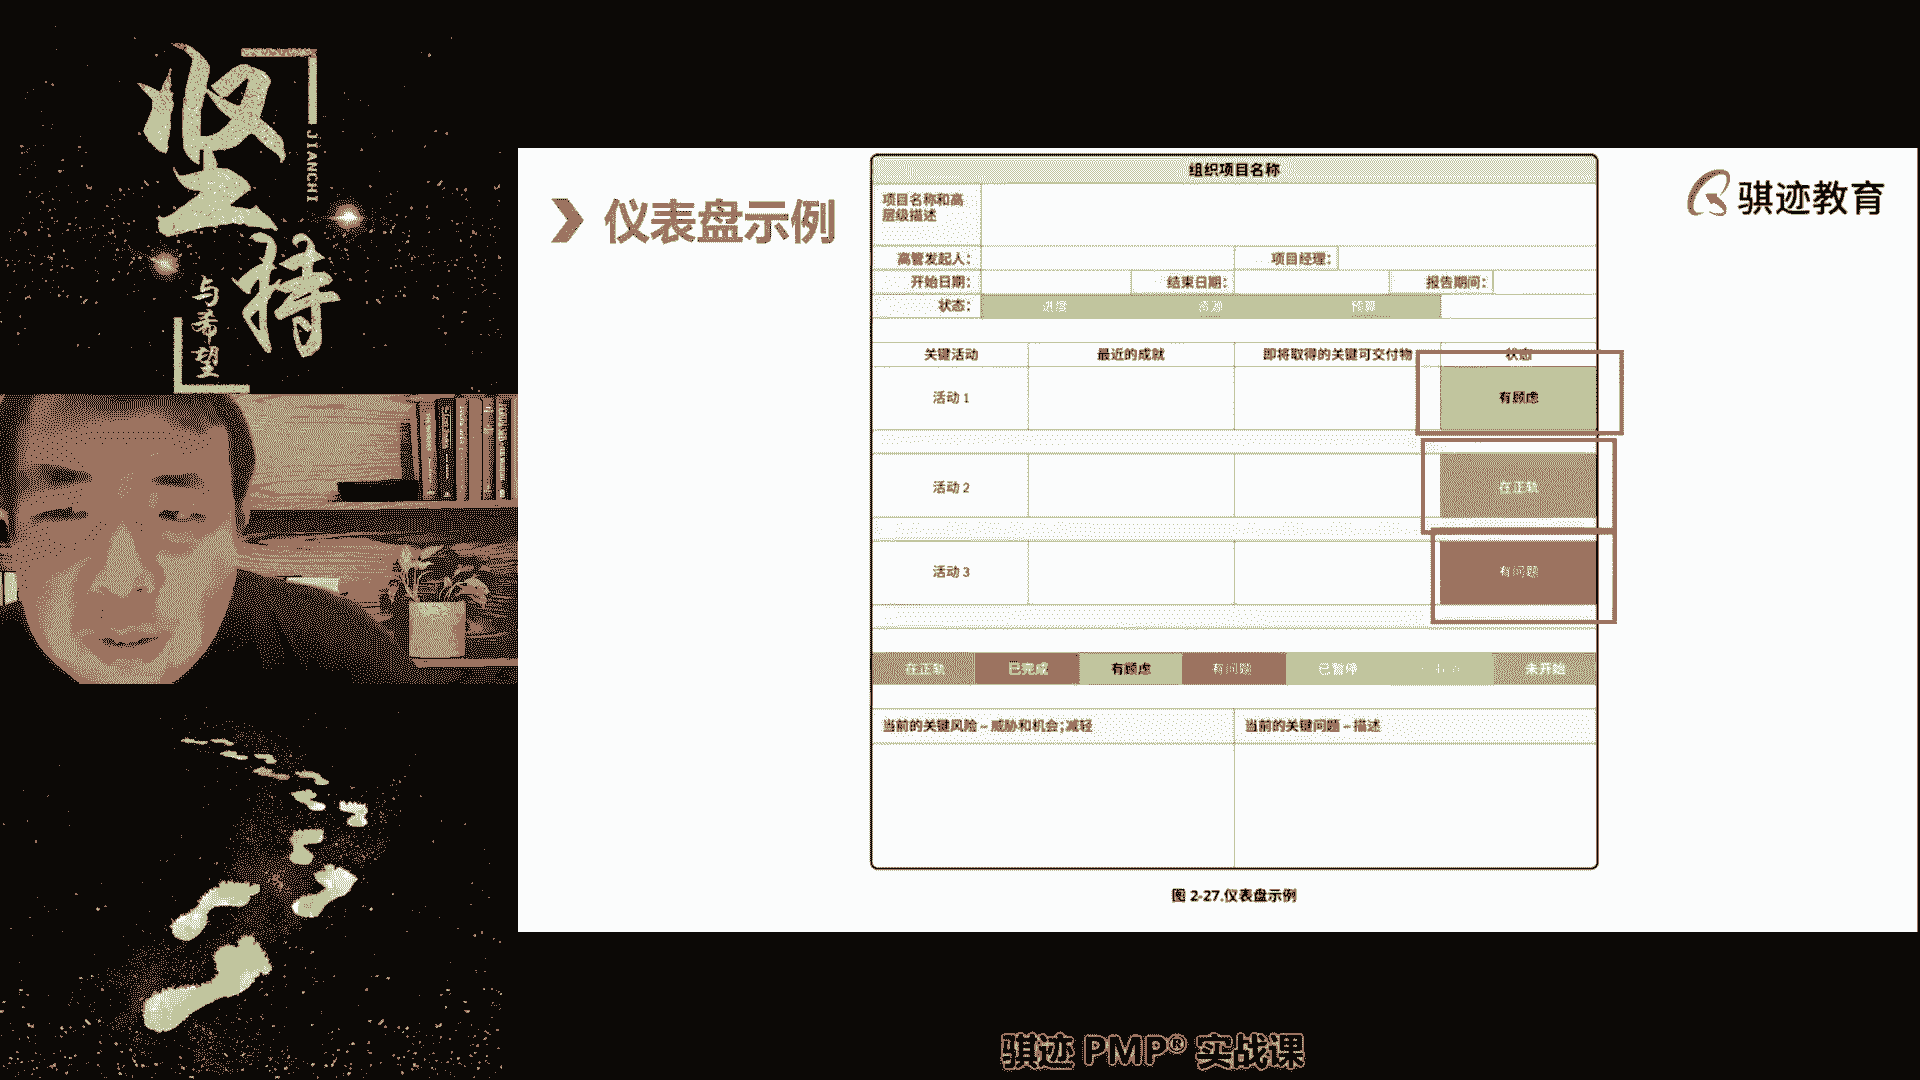 坚持
JIANCHI
与希望
仪表盘示例
骐迹教育
组织项目名称
项目名称和高
层级描述
高管发起人：
项目经理：
开始日期：
结束日期：
报告期间：
状态：
进度
资源
预算
关键活动
最近的成就
即将取得的关键可交付物
状态
活动 1
有顾虑
活动 2
在正轨
活动 3
有问题
在正轨
已完成
有顾虑
有问题
已暂停
未开始
当前的关键风险 – 威胁和机会；减轻
当前的关键问题 – 描述
图 2-27.仪表盘示例
骐迹 PMP® 实战课